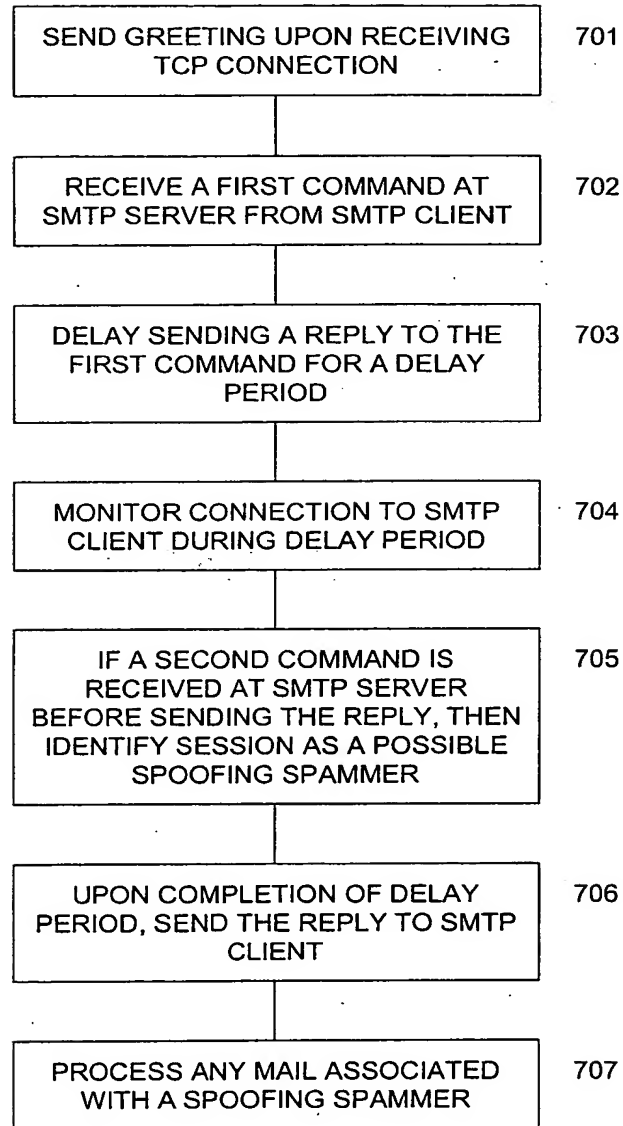 SEND GREETING UPON RECEIVING 701
TCP CONNECTION
RECEIVE A FIRST COMMAND AT 702
SMTP SERVER FROM SMTP CLIENT
DELAY SENDING A REPLY TO THE 703
FIRST COMMAND FOR A DELAY
PERIOD
MONITOR CONNECTION TO SMTP 704
CLIENT DURING DELAY PERIOD
IF A SECOND COMMAND IS 705
RECEIVED AT SMTP SERVER
BEFORE SENDING THE REPLY, THEN
IDENTIFY SESSION AS A POSSIBLE
SPOOFING SPAMMER
UPON COMPLETION OF DELAY 706
PERIOD, SEND THE REPLY TO SMTP
CLIENT
PROCESS ANY MAIL ASSOCIATED 707
WITH A SPOOFING SPAMMER